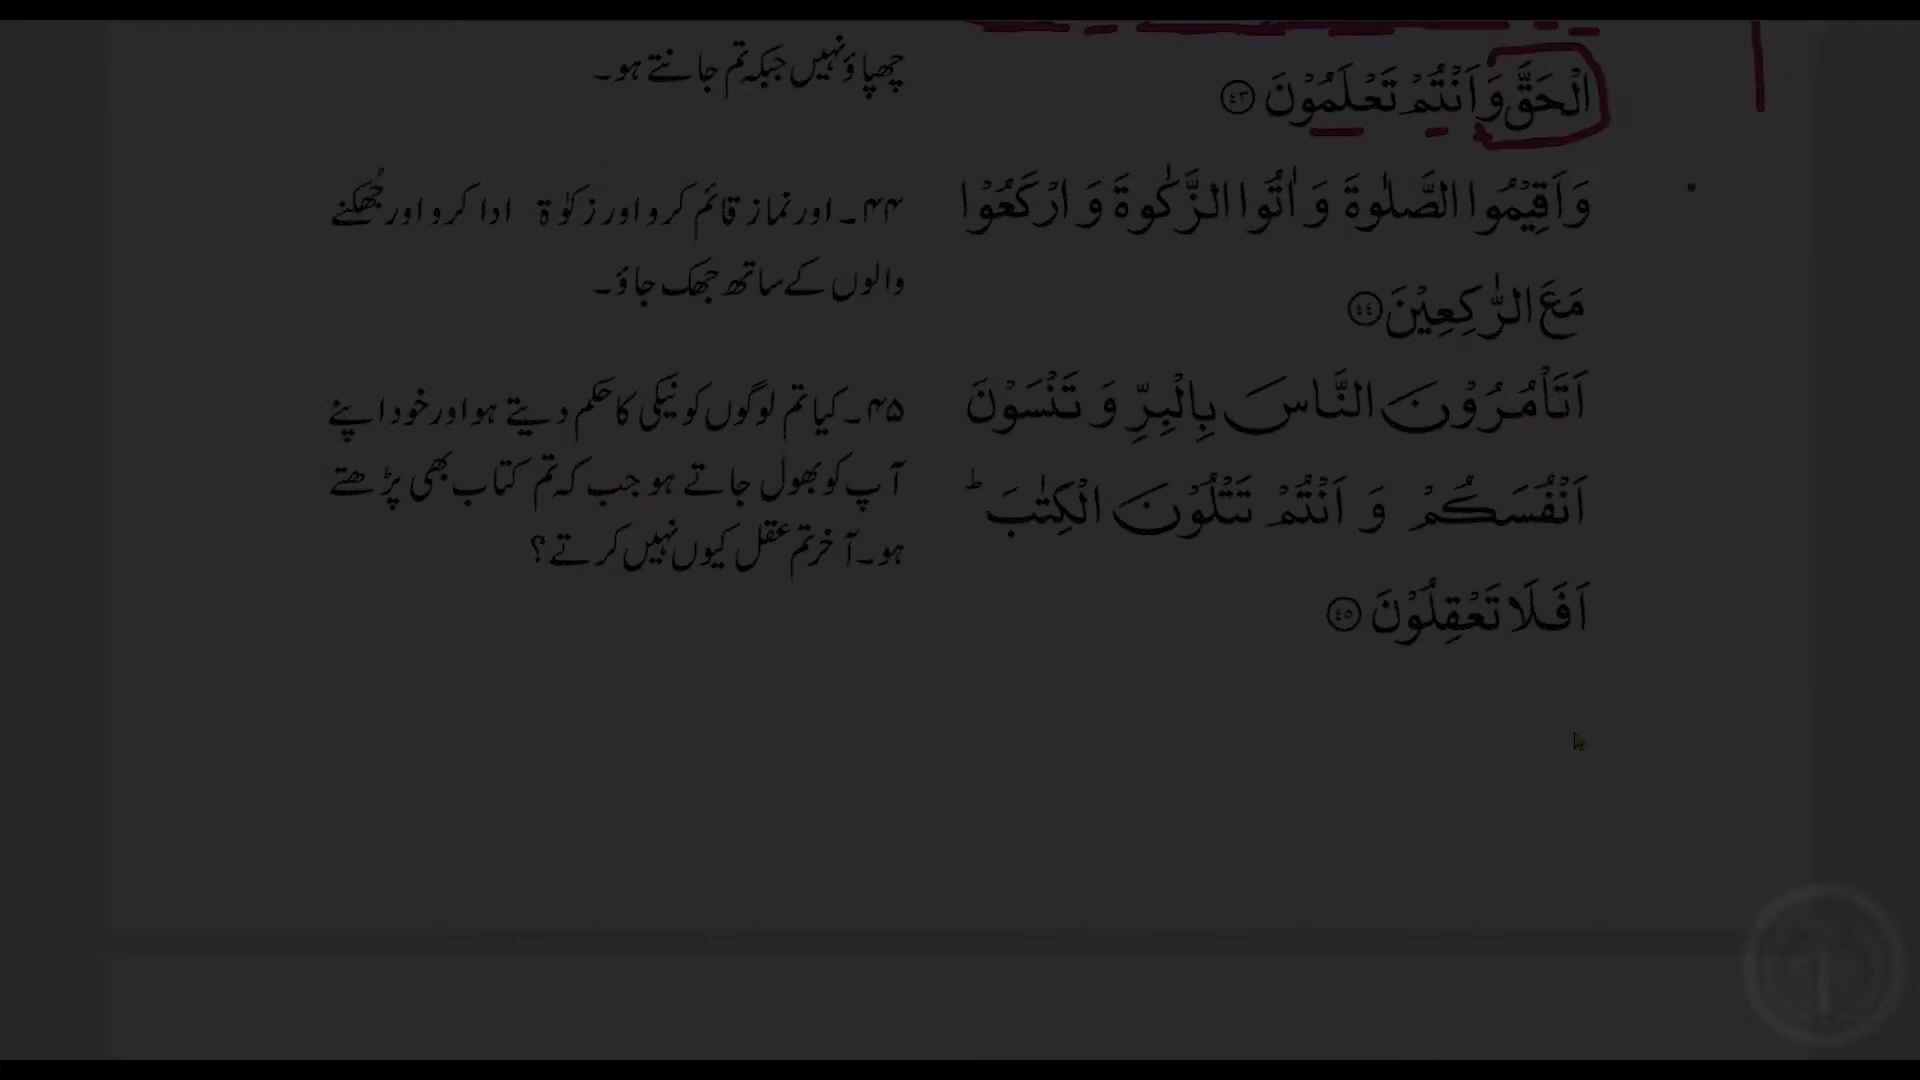 الْحَقَّ وَاَنْتُمْ تَعْلَمُوْنَ ﴿٤٣﴾
وَاَقِيْمُوا الصَّلٰوةَ وَ اٰتُوا الزَّكٰوةَ وَ ارْكَعُوْا
مَعَ الرّٰكِعِيْنَ ﴿٤٤﴾
اَتَاْمُرُوْنَ النَّاسَ بِالْبِرِّ وَ تَنْسَوْنَ
اَنْفُسَكُمْ وَ اَنْتُمْ تَتْلُوْنَ الْكِتٰبَ ؕ
اَفَلَا تَعْقِلُوْنَ ﴿٤٥﴾
چھپاؤ نہیں جبکہ تم جانتے ہو۔
۴۴۔ اور نماز قائم کرو اور زکوٰۃ ادا کرو اور جُھکنے
والوں کے ساتھ جھک جاؤ۔
۴۵۔ کیا تم لوگوں کو نیکی کا حکم دیتے ہو اور خود اپنے
آپ کو بھول جاتے ہو جب کہ تم کتاب بھی پڑھتے
ہو۔ آخر تم عقل کیوں نہیں کرتے؟